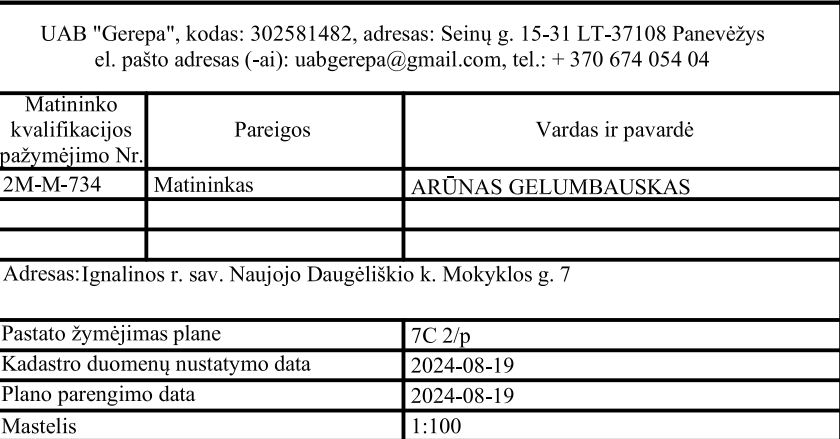 UAB "Gerepa", kodas: 302581482, adresas: Seinų g. 15-31 LT-37108 Panevėžys
el. pašto adresas (-ai): uabgerepa@gmail.com, tel.: + 370 674 054 04
Matininko
kvalifikacijos
pažymėjimo Nr.
Pareigos
Vardas ir pavardė
2M-M-734 Matininkas ARŪNAS GELUMBAUSKAS
Adresas:Ignalinos r. sav. Naujojo Daugėliškio k. Mokyklos g. 7
Pastato žymėjimas plane 7C 2/p
Kadastro duomenų nustatymo data 2024-08-19
Plano parengimo data 2024-08-19
Mastelis 1:100